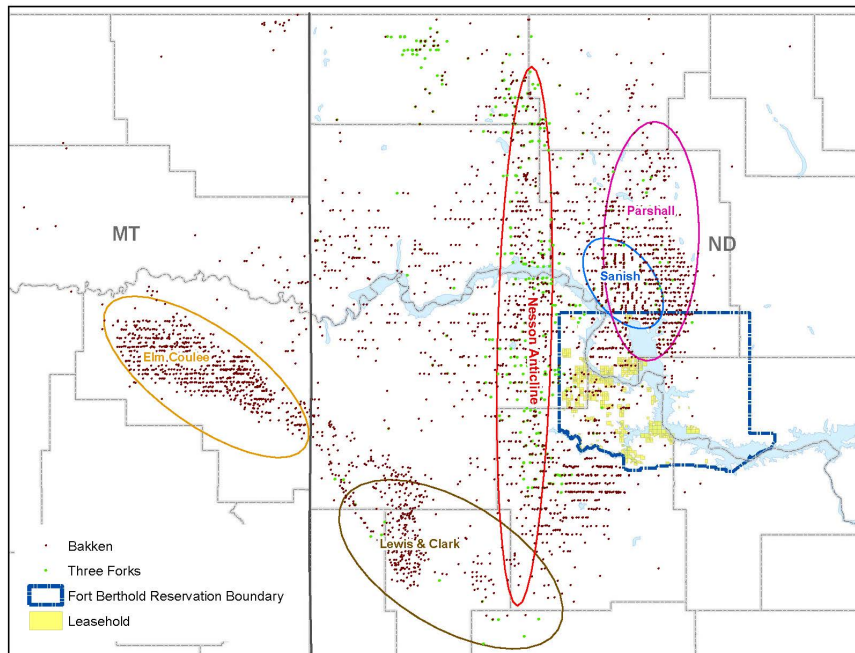 Parshall
MT
ND
Sanish
Nesson Anticline
Elm Coulee
Lewis & Clark
Bakken
Three Forks
Fort Berthold Reservation Boundary
Leasehold